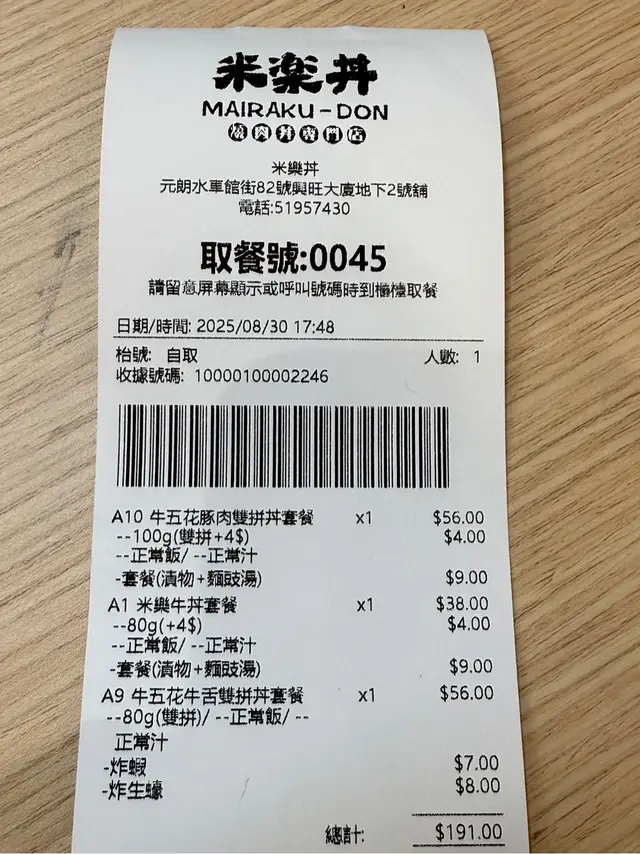 米楽丼
MAIRAKU-DON
燒肉丼專門店
米樂丼
元朗水車館街82號興旺大廈地下2號舖
電話:51957430
取餐號:0045
請留意屏幕顯示或呼叫號碼時到櫃檯取餐
日期/時間: 2025/08/30 17:48
枱號: 自取 人數: 1
收據號碼: 10000100002246
A10 牛五花豚肉雙拼丼套餐 x1 $56.00
--100g(雙拼+4$) $4.00
--正常飯/ --正常汁
-套餐(漬物+麵豉湯) $9.00
A1 米樂牛丼套餐 x1 $38.00
--80g(+4$) $4.00
--正常飯/ --正常汁
-套餐(漬物+麵豉湯) $9.00
A9 牛五花牛舌雙拼丼套餐 x1 $56.00
--80g(雙拼)/ --正常飯/ --
正常汁
-炸蝦 $7.00
-炸生蠔 $8.00
總計: $191.00